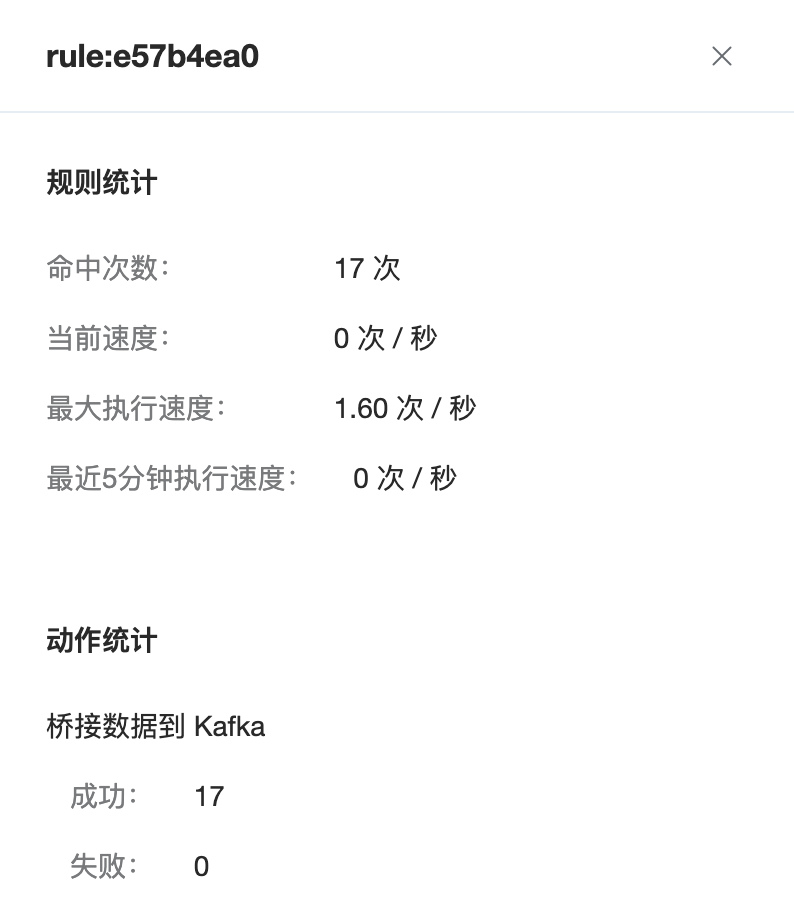 rule:e57b4ea0
规则统计
命中次数： 17 次
当前速度： 0 次 / 秒
最大执行速度： 1.60 次 / 秒
最近5分钟执行速度： 0 次 / 秒
动作统计
桥接数据到 Kafka
成功： 17
失败： 0